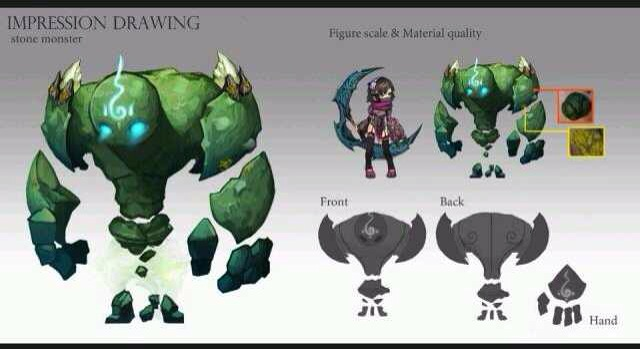 IMPRESSION DRAWING
stone monster
Figure scale & Material quality
Front
Back
Hand